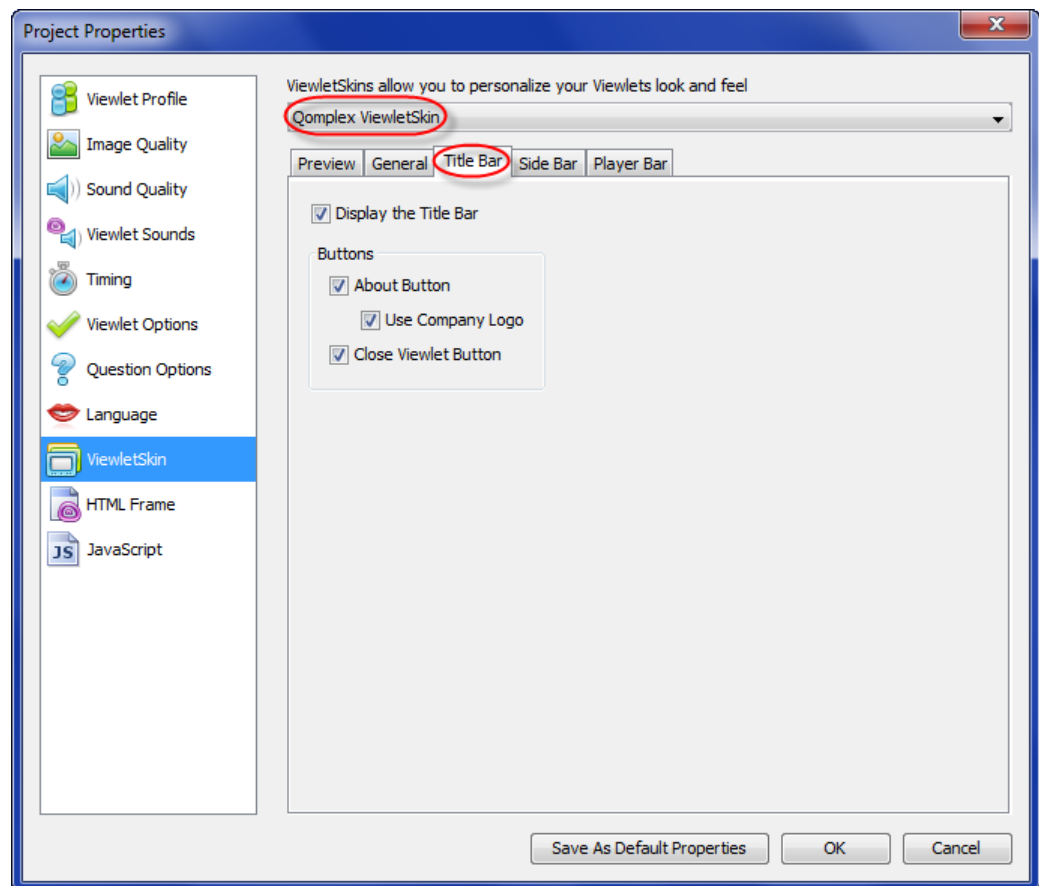 Project Properties
X
Viewlet Profile
Image Quality
Sound Quality
Viewlet Sounds
Timing
Viewlet Options
Question Options
Language
ViewletSkin
HTML Frame
JS JavaScript
ViewletSkins allow you to personalize your Viewlets look and feel
Qomplex ViewletSkin
Preview General Title Bar Side Bar Player Bar
Display the Title Bar
Buttons
About Button
Use Company Logo
Close Viewlet Button
Save As Default Properties OK Cancel